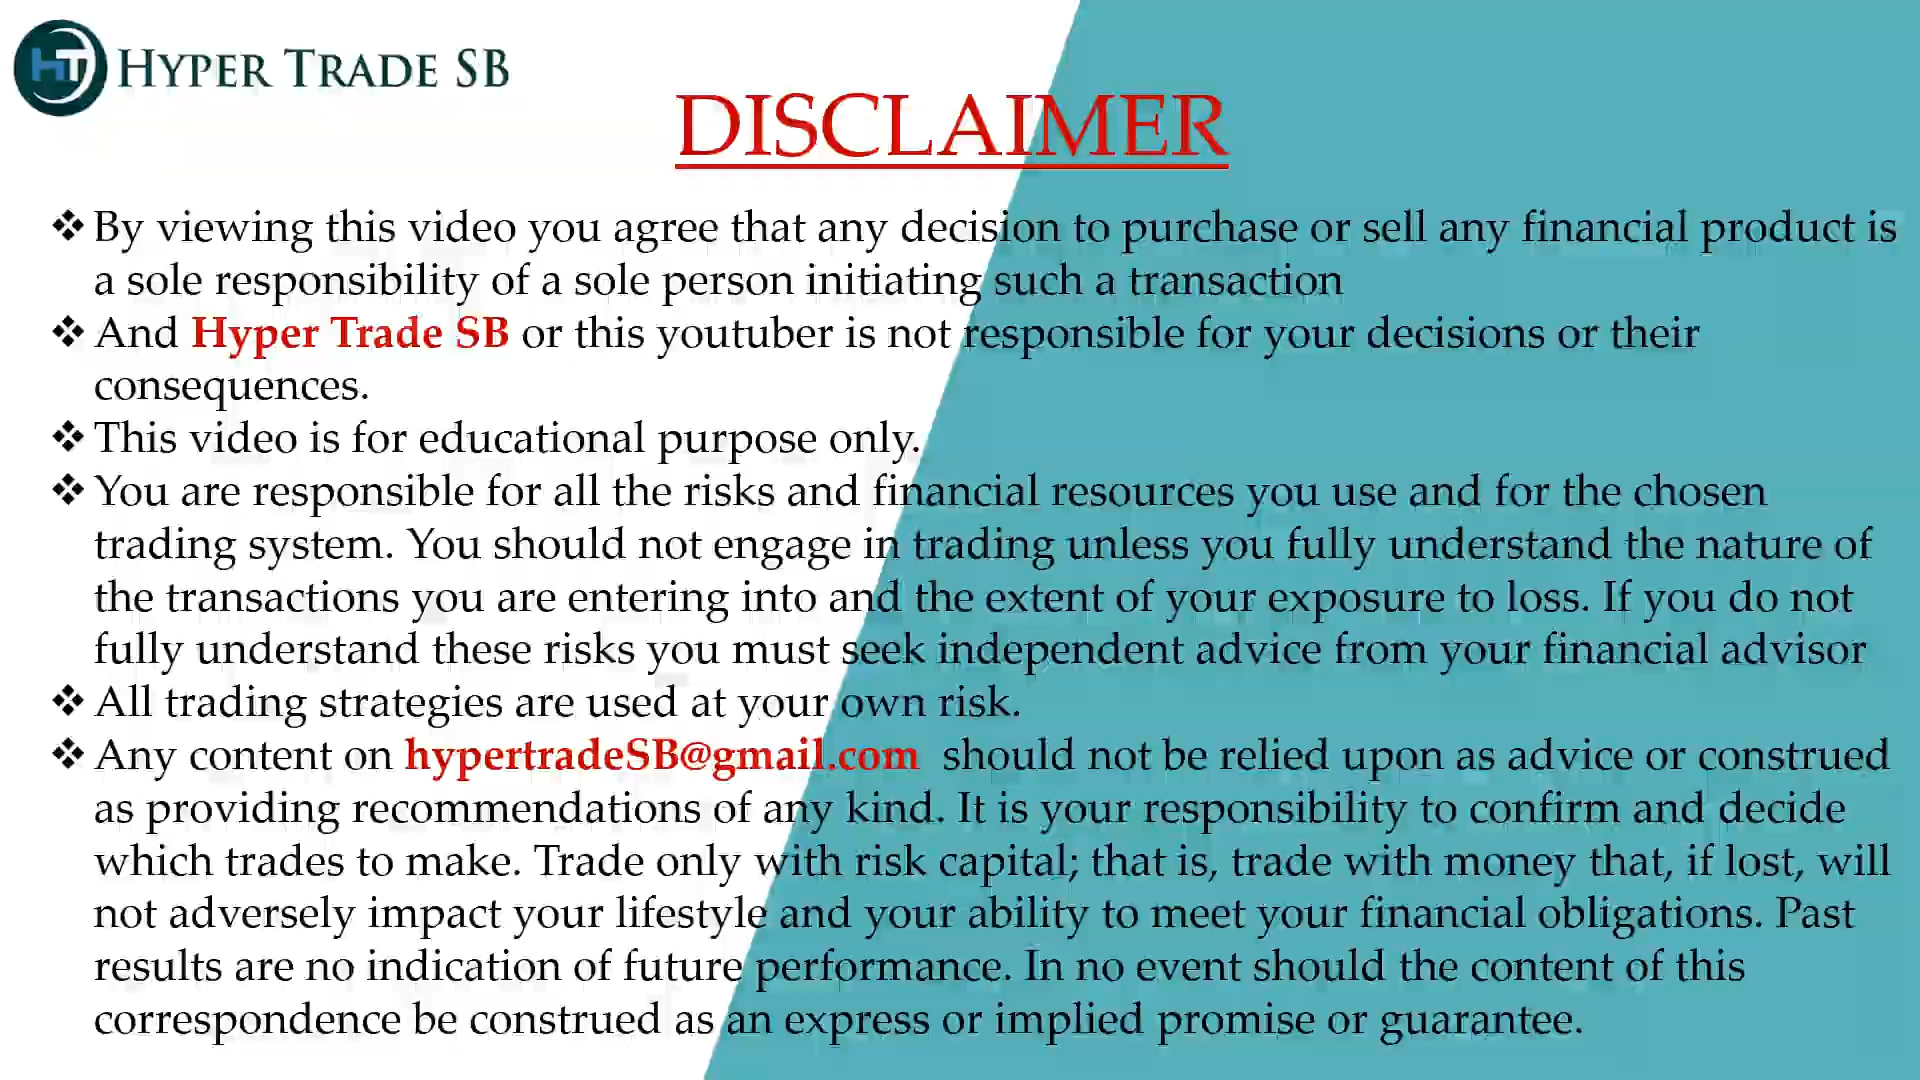 HT HYPER TRADE SB
DISCLAIMER
❖ By viewing this video you agree that any decision to purchase or sell any financial product is
a sole responsibility of a sole person initiating such a transaction
❖ And Hyper Trade SB or this youtuber is not responsible for your decisions or their
consequences.
❖ This video is for educational purpose only.
❖ You are responsible for all the risks and financial resources you use and for the chosen
trading system. You should not engage in trading unless you fully understand the nature of
the transactions you are entering into and the extent of your exposure to loss. If you do not
fully understand these risks you must seek independent advice from your financial advisor
❖ All trading strategies are used at your own risk.
❖ Any content on hypertradeSB@gmail.com should not be relied upon as advice or construed
as providing recommendations of any kind. It is your responsibility to confirm and decide
which trades to make. Trade only with risk capital; that is, trade with money that, if lost, will
not adversely impact your lifestyle and your ability to meet your financial obligations. Past
results are no indication of future performance. In no event should the content of this
correspondence be construed as an express or implied promise or guarantee.